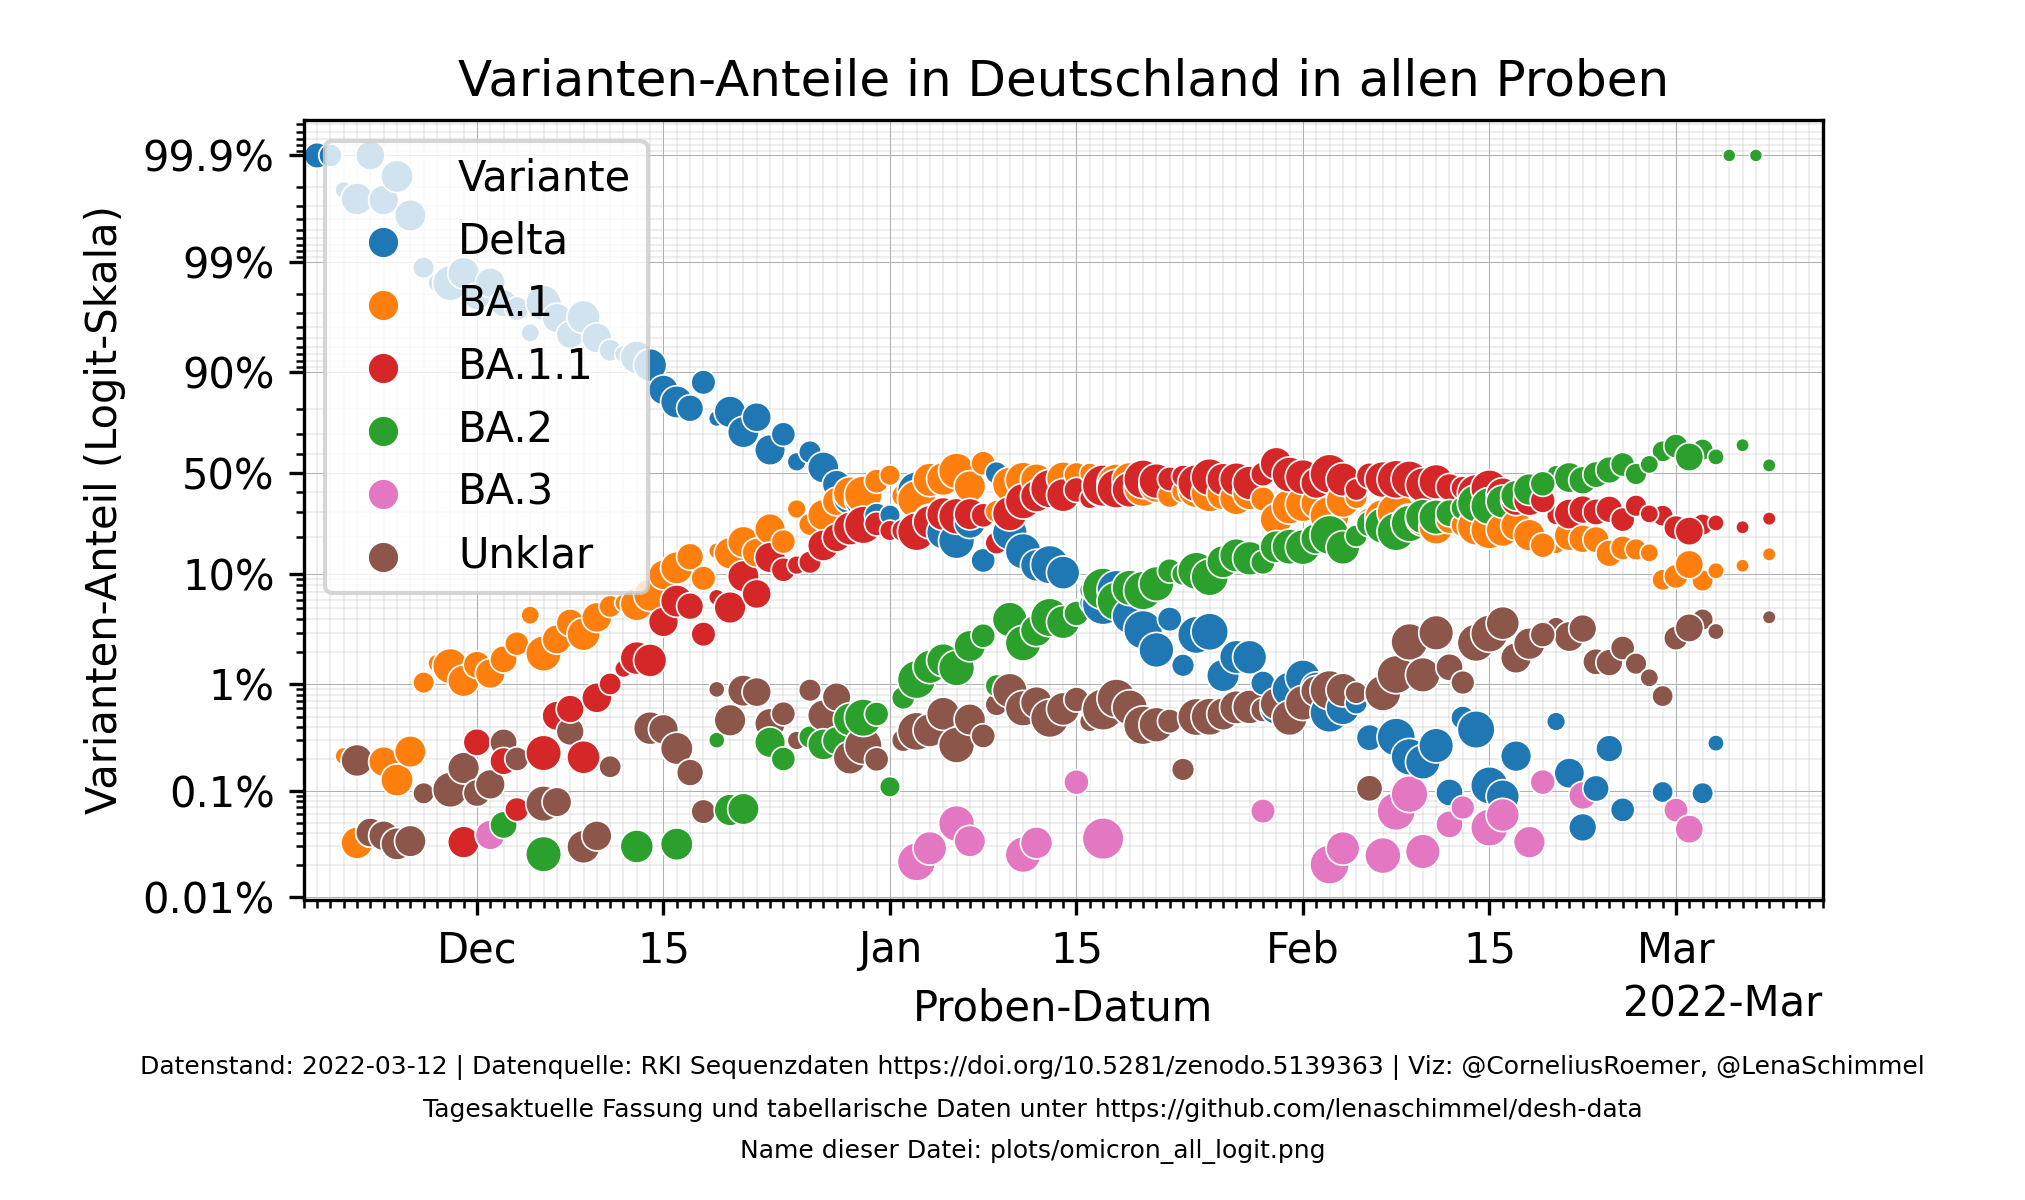 Varianten-Anteile in Deutschland in allen Proben
Varianten-Anteil (Logit-Skala)
99.9%
99%
90%
50%
10%
1%
0.1%
0.01%
Variante
Delta
BA.1
BA.1.1
BA.2
BA.3
Unklar
Dec 15 Jan 15 Feb 15 Mar
2022-Mar
Proben-Datum
Datenstand: 2022-03-12 | Datenquelle: RKI Sequenzdaten https://doi.org/10.5281/zenodo.5139363 | Viz: @CorneliusRoemer, @LenaSchimmel
Tagesaktuelle Fassung und tabellarische Daten unter https://github.com/lenaschimmel/desh-data
Name dieser Datei: plots/omicron_all_logit.png